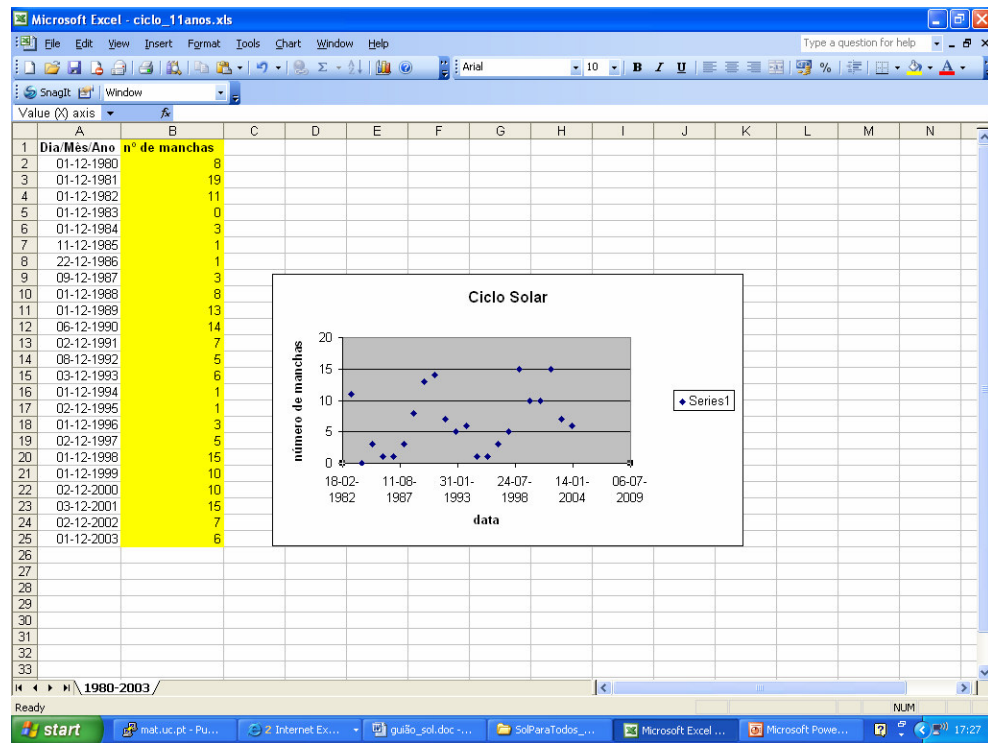 Microsoft Excel - ciclo_11anos.xls
File Edit View Insert Format Tools Chart Window Help Type a question for help
Arial 10 B I U %
SnagIt Window
Value (X) axis fx
A B C D E F G H I J K L M N
1 Dia/Mès/Ano nº de manchas
2 01-12-1980 8
3 01-12-1981 19
4 01-12-1982 11
5 01-12-1983 0
6 01-12-1984 3
7 11-12-1985 1
8 22-12-1986 1
9 09-12-1987 3
10 01-12-1988 8
11 01-12-1989 13
12 06-12-1990 14
13 02-12-1991 7
14 08-12-1992 5
15 03-12-1993 6
16 01-12-1994 1
17 02-12-1995 1
18 01-12-1996 3
19 02-12-1997 5
20 01-12-1998 15
21 01-12-1999 10
22 02-12-2000 10
23 03-12-2001 15
24 02-12-2002 7
25 01-12-2003 6
26
27
28
29
30
31
32
33
Ciclo Solar
número de manchas
20
15
10
5
0
18-02-1982 11-08-1987 31-01-1993 24-07-1998 14-01-2004 06-07-2009
data
Series1
1980-2003
Ready NUM
start mat.uc.pt - Pu... 2 Internet Ex... guião_sol.doc -... SolParaTodos_... Microsoft Excel ... Microsoft Powe... 17:27